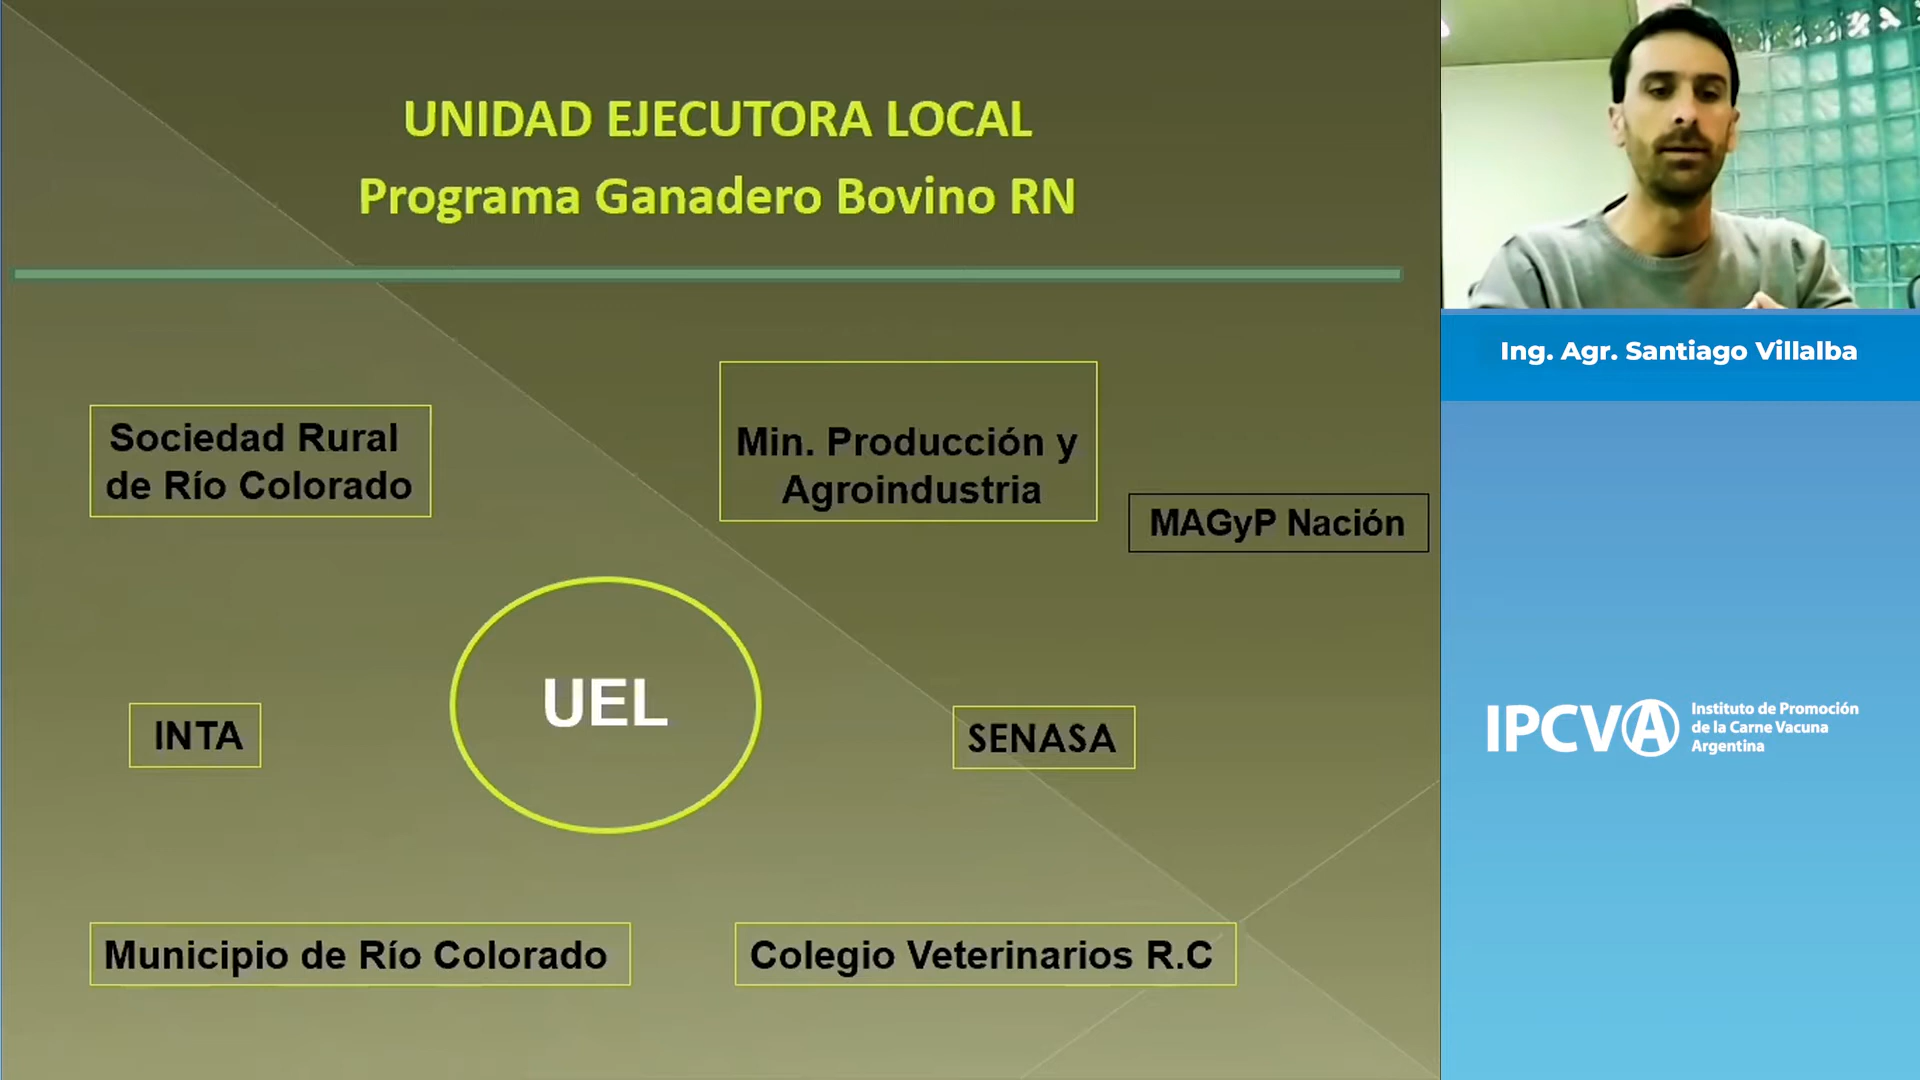 UNIDAD EJECUTORA LOCAL
Programa Ganadero Bovino RN
Sociedad Rural
de Río Colorado
Min. Producción y
Agroindustria
MAGyP Nación
UEL
INTA
SENASA
Municipio de Río Colorado
Colegio Veterinarios R.C
Ing. Agr. Santiago Villalba
IPCVA
Instituto de Promoción
de la Carne Vacuna
Argentina